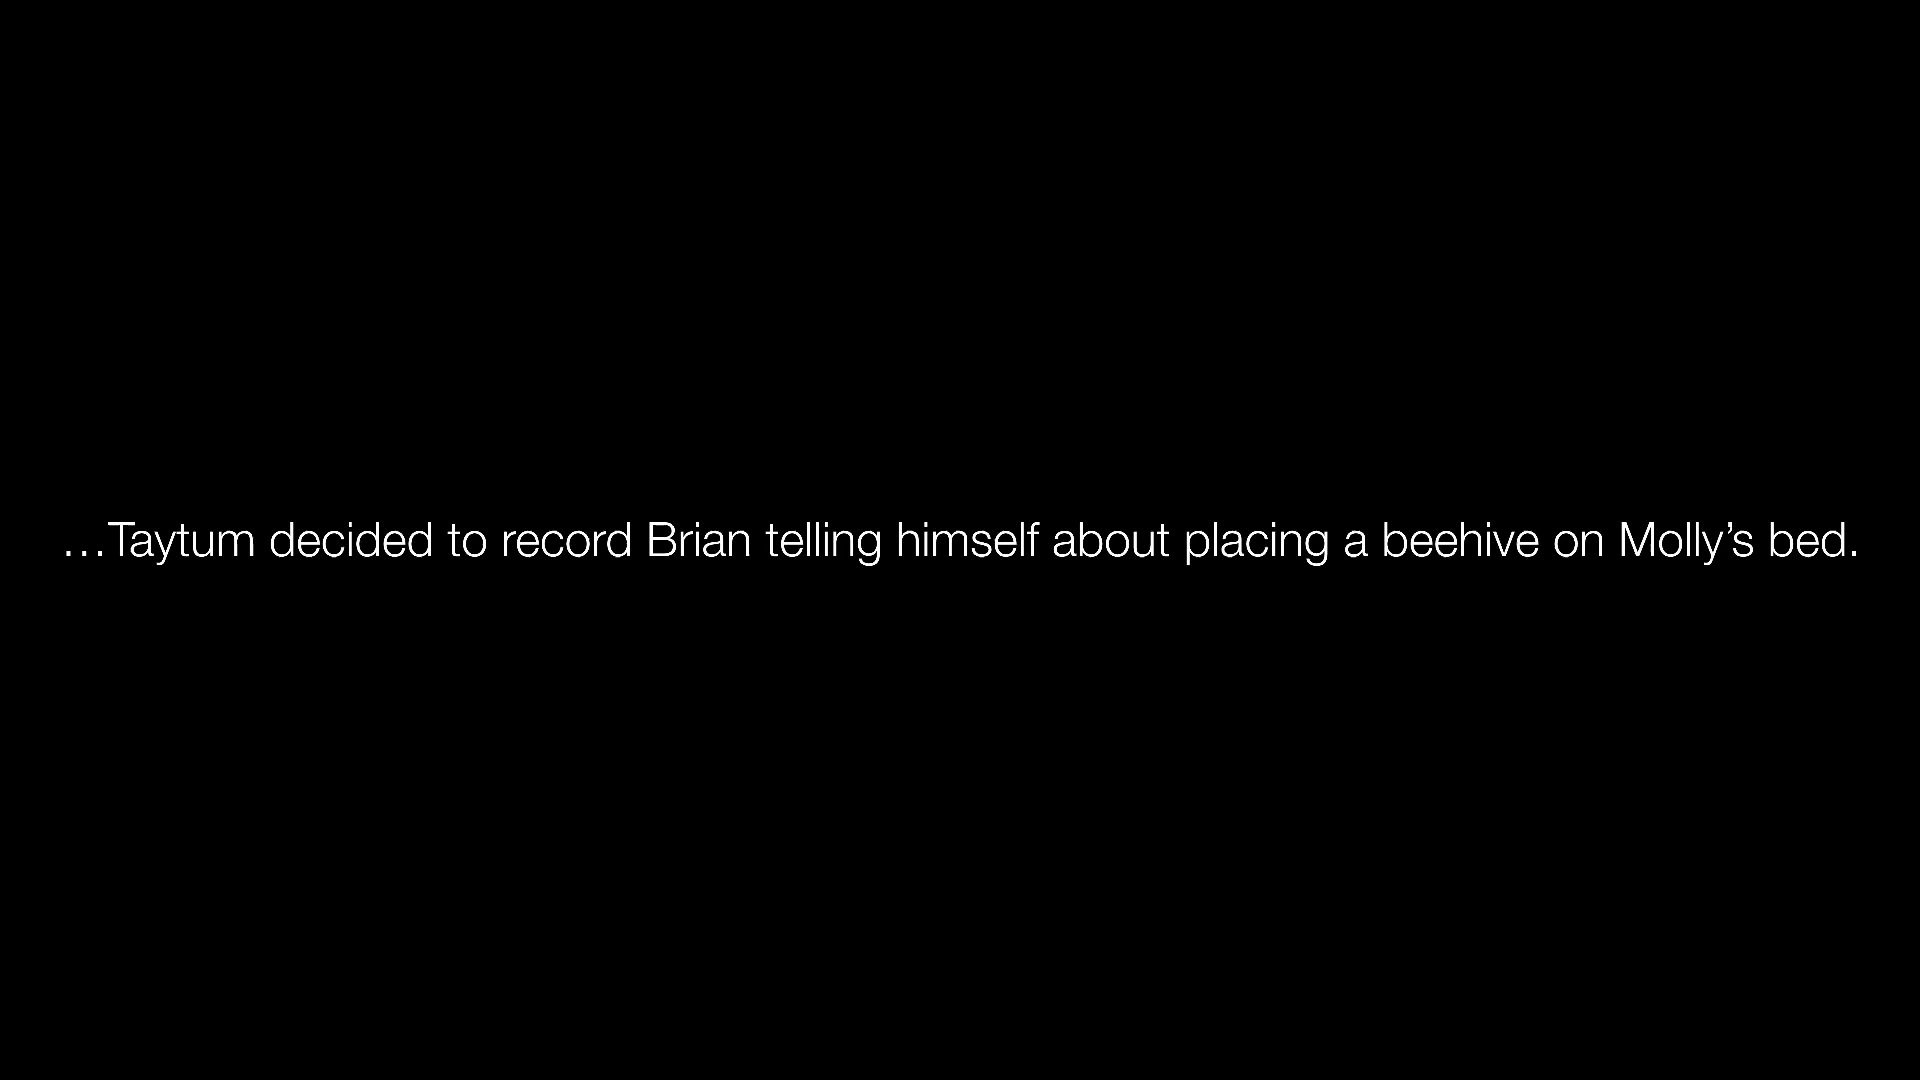 …Taytum decided to record Brian telling himself about placing a beehive on Molly’s bed.